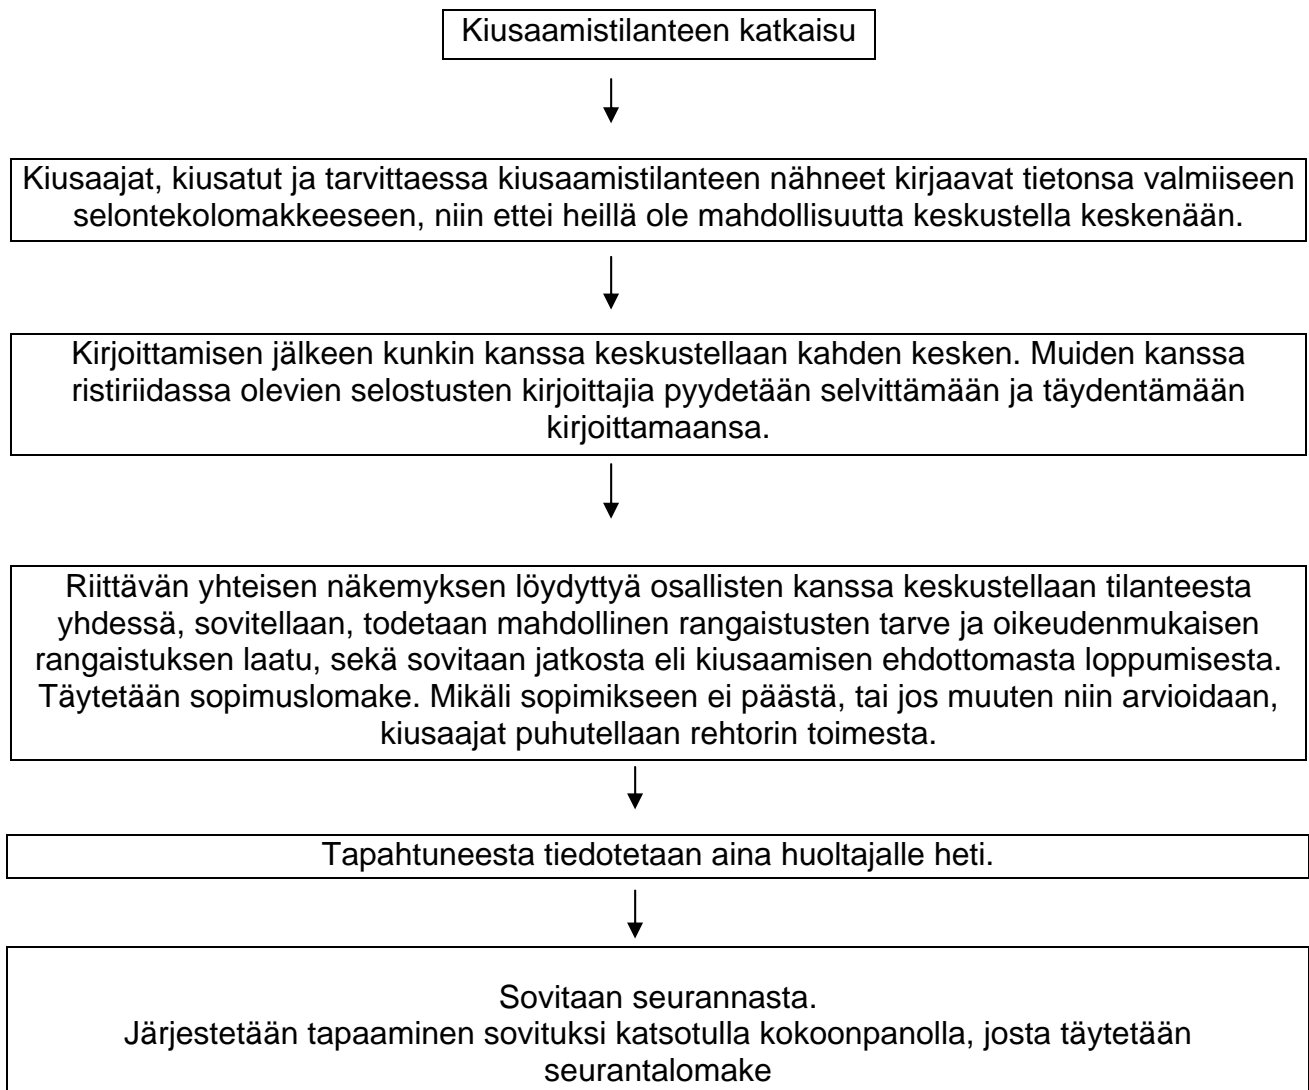 Kiusaamistilanteen katkaisu
Kiusaajat, kiusatut ja tarvittaessa kiusaamistilanteen nähneet kirjaavat tietonsa valmiiseen
selontekolomakkeeseen, niin ettei heillä ole mahdollisuutta keskustella keskenään.
Kirjoittamisen jälkeen kunkin kanssa keskustellaan kahden kesken. Muiden kanssa
ristiriidassa olevien selostusten kirjoittajia pyydetään selvittämään ja täydentämään
kirjoittamaansa.
Riittävän yhteisen näkemyksen löydyttyä osallisten kanssa keskustellaan tilanteesta
yhdessä, sovitellaan, todetaan mahdollinen rangaistusten tarve ja oikeudenmukaisen
rangaistuksen laatu, sekä sovitaan jatkosta eli kiusaamisen ehdottomasta loppumisesta.
Täytetään sopimuslomake. Mikäli sopimikseen ei päästä, tai jos muuten niin arvioidaan,
kiusaajat puhutellaan rehtorin toimesta.
Tapahtuneesta tiedotetaan aina huoltajalle heti.
Sovitaan seurannasta.
Järjestetään tapaaminen sovituksi katsotulla kokoonpanolla, josta täytetään
seurantalomake